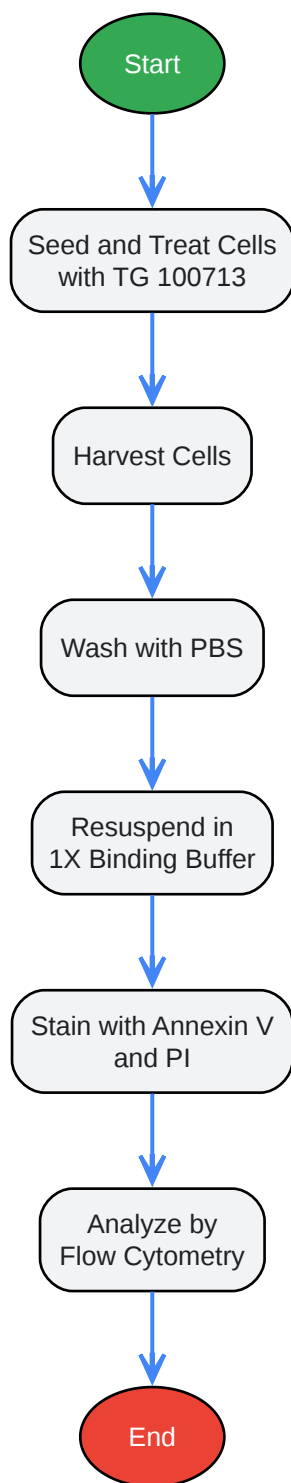 Start
Seed and Treat Cells
with TG 100713
Harvest Cells
Wash with PBS
Resuspend in
1X Binding Buffer
Stain with Annexin V
and PI
Analyze by
Flow Cytometry
End